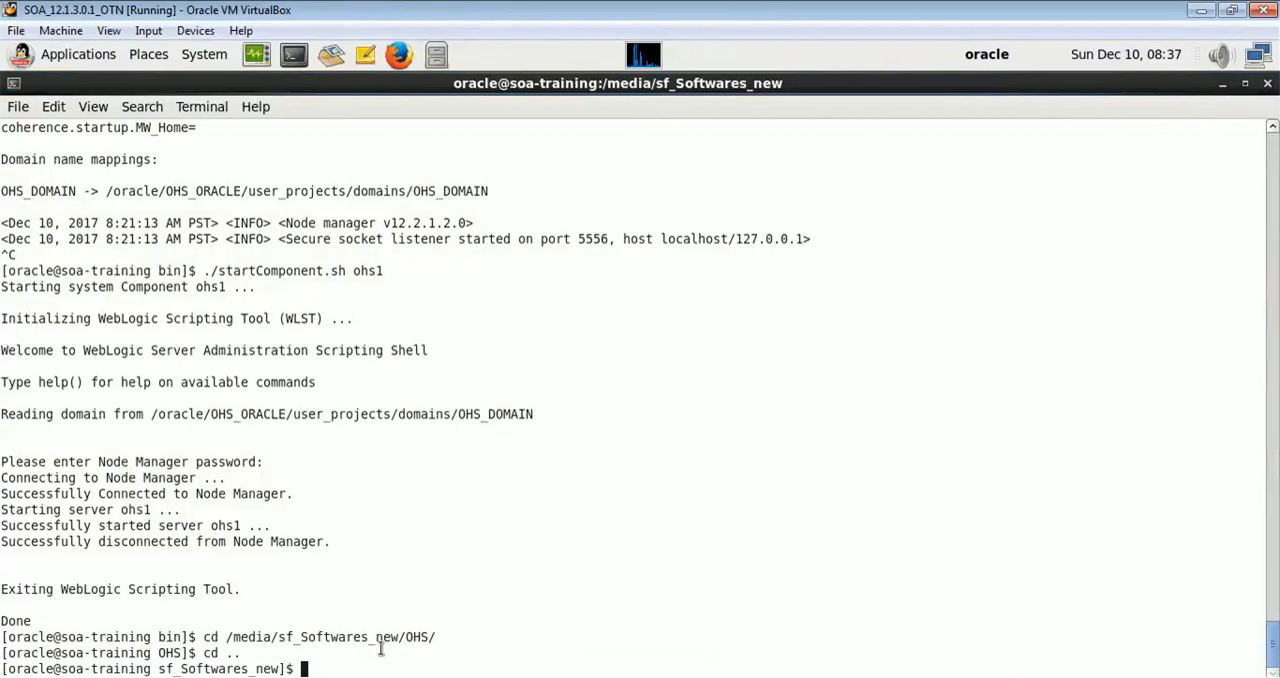 SOA_12.1.3.0.1_OTN [Running] - Oracle VM VirtualBox
File Machine View Input Devices Help
Applications Places System oracle Sun Dec 10, 08:37
oracle@soa-training:/media/sf_Softwares_new
File Edit View Search Terminal Help
coherence.startup.MW_Home=
Domain name mappings:
OHS_DOMAIN -> /oracle/OHS_ORACLE/user_projects/domains/OHS_DOMAIN
<Dec 10, 2017 8:21:13 AM PST> <INFO> <Node manager v12.2.1.2.0>
<Dec 10, 2017 8:21:13 AM PST> <INFO> <Secure socket listener started on port 5556, host localhost/127.0.0.1>
^C
[oracle@soa-training bin]$ ./startComponent.sh ohs1
Starting system Component ohs1 ...
Initializing WebLogic Scripting Tool (WLST) ...
Welcome to WebLogic Server Administration Scripting Shell
Type help() for help on available commands
Reading domain from /oracle/OHS_ORACLE/user_projects/domains/OHS_DOMAIN
Please enter Node Manager password:
Connecting to Node Manager ...
Successfully Connected to Node Manager.
Starting server ohs1 ...
Successfully started server ohs1 ...
Successfully disconnected from Node Manager.
Exiting WebLogic Scripting Tool.
Done
[oracle@soa-training bin]$ cd /media/sf_Softwares_new/OHS/
[oracle@soa-training OHS]$ cd ..
[oracle@soa-training sf_Softwares_new]$